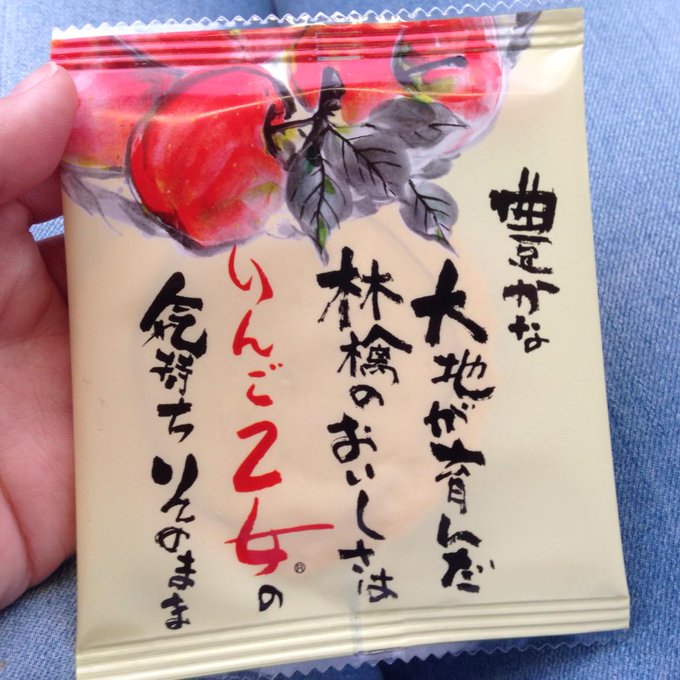 豊かな
大地が育んだ
林檎のおいしさは
りんご乙女®の
気持ちそのまま